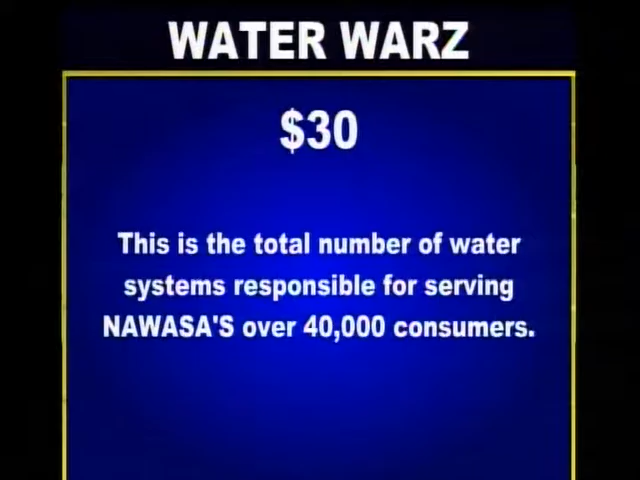 WATER WARZ
$30
This is the total number of water
systems responsible for serving
NAWASA'S over 40,000 consumers.